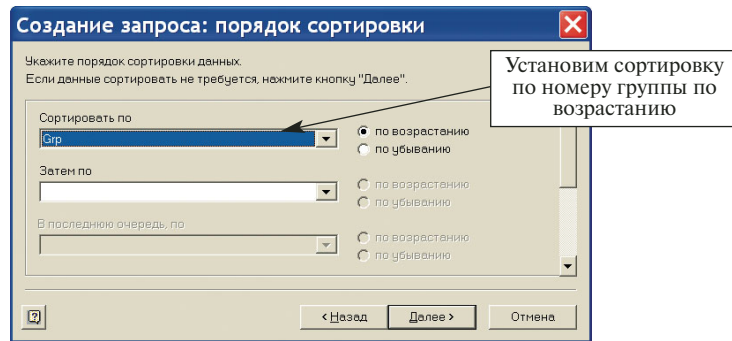 Создание запроса: порядок сортировки
Укажите порядок сортировки данных.
Если данные сортировать не требуется, нажмите кнопку "Далее".
Установим сортировку
по номеру группы по
возрастанию
Сортировать по
Grp
по возрастанию
по убыванию
Затем по
по возрастанию
по убыванию
В последнюю очередь, по
по возрастанию
по убыванию
< Назад
Далее >
Отмена